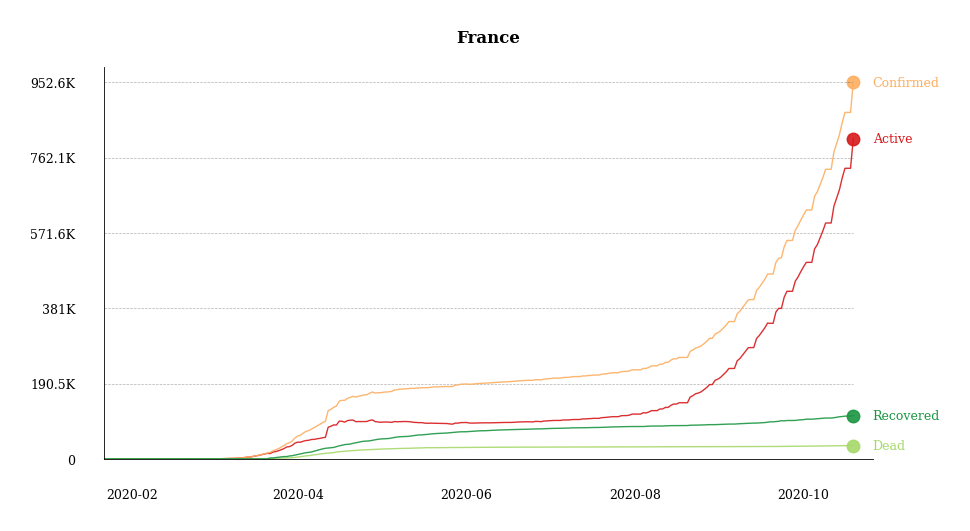 France
952.6K
Confirmed
Active
762.1K
571.6K
381K
190.5K
Recovered
Dead
0
2020-02 2020-04 2020-06 2020-08 2020-10